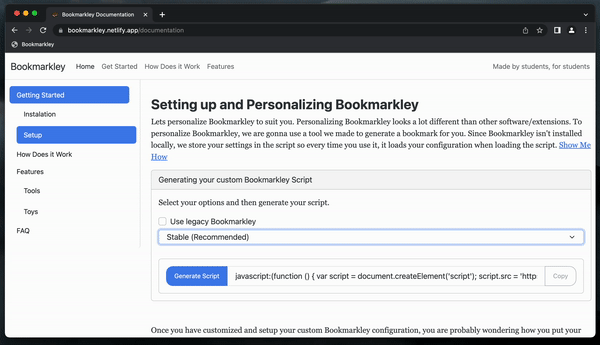 Bookmarkley Documentation
bookmarkley.netlify.app/documentation
Bookmarkley
Bookmarkley Home Get Started How Does it Work Features Made by students, for students
Getting Started
Instalation
Setup
How Does it Work
Features
Tools
Toys
FAQ
Setting up and Personalizing Bookmarkley
Lets personalize Bookmarkley to suit you. Personalizing Bookmarkley looks a lot different than other software/extensions. To
personalize Bookmarkley, we are gonna use a tool we made to generate a bookmark for you. Since Bookmarkley isn't installed
locally, we store your settings in the script so every time you use it, it loads your configuration when loading the script. Show Me
How
Generating your custom Bookmarkley Script
Select your options and then generate your script.
Use legacy Bookmarkley
Stable (Recommended)
Generate Script javascript:(function () { var script = document.createElement('script'); script.src = 'http Copy
Once you have customized and setup your custom Bookmarkley configuration, you are probably wondering how you put your